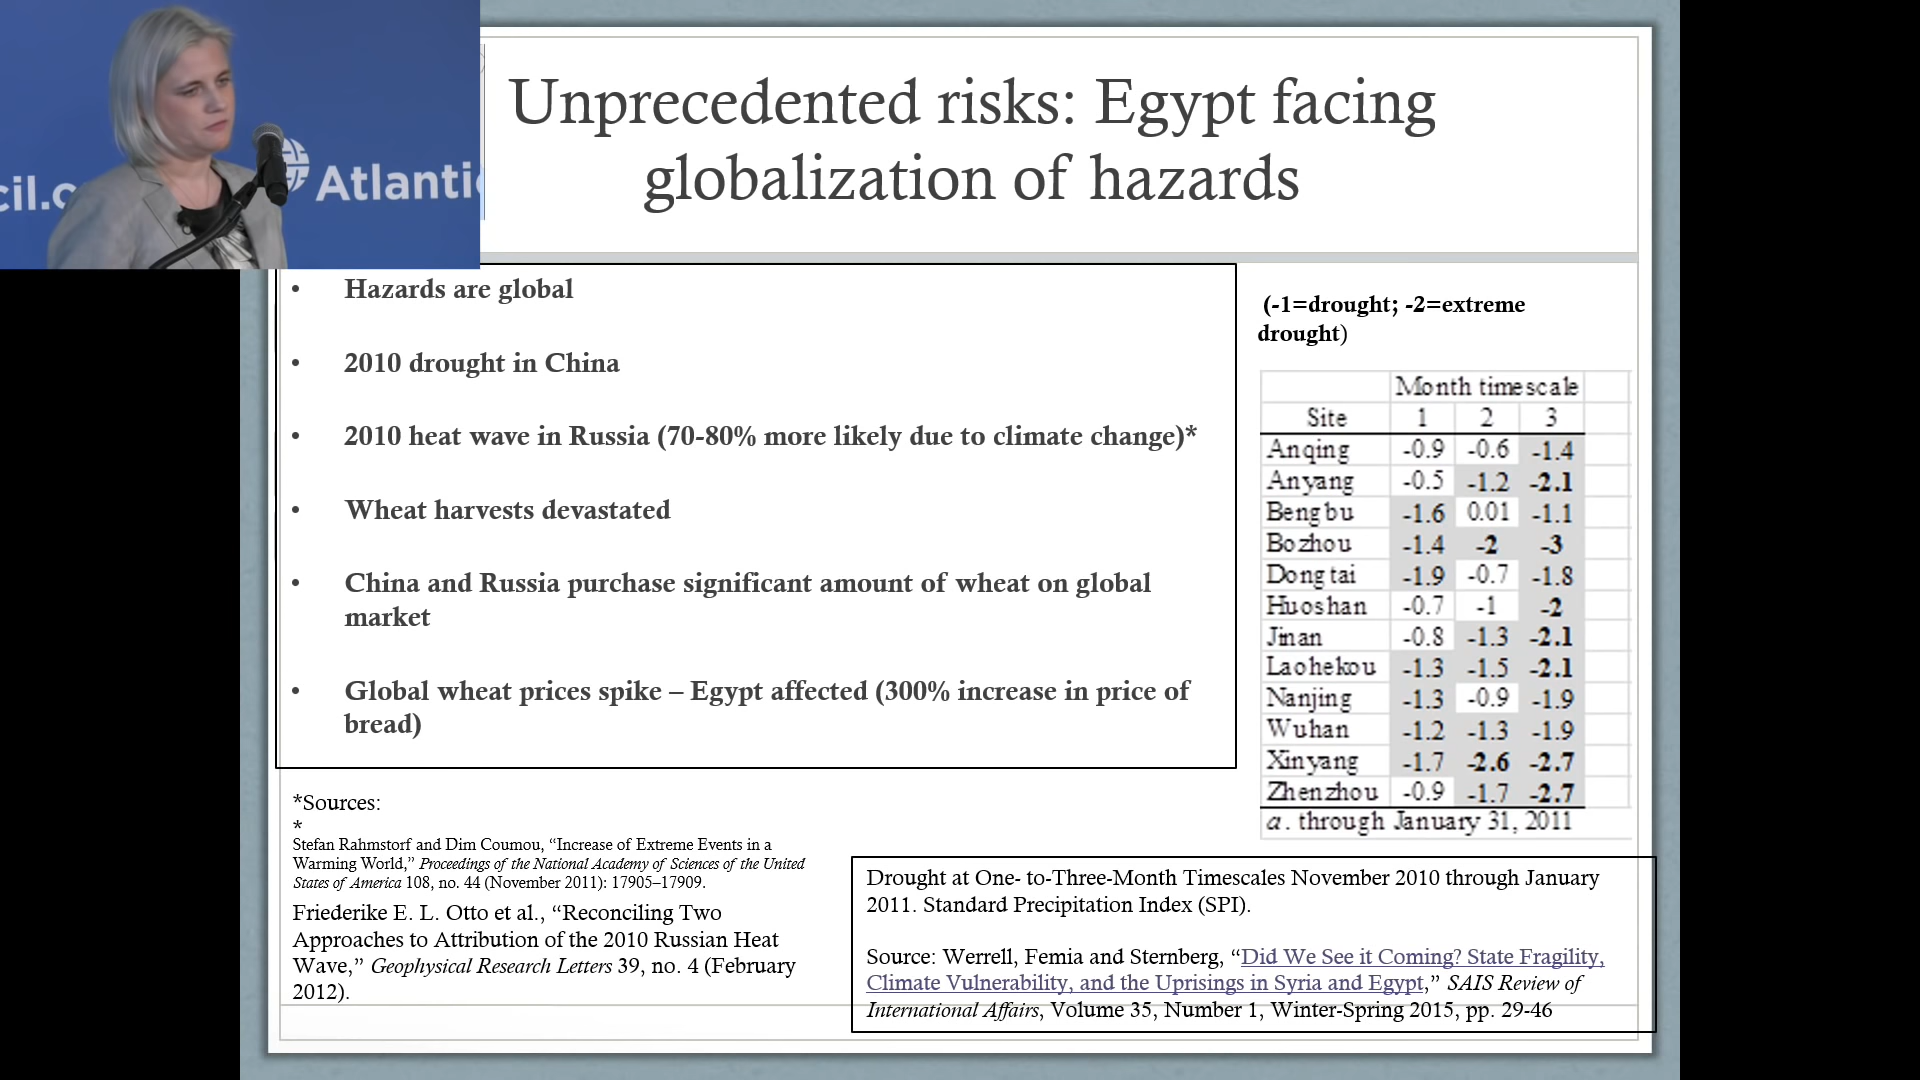 cil.o
Atlantic
Unprecedented risks: Egypt facing
globalization of hazards
• Hazards are global
• 2010 drought in China
• 2010 heat wave in Russia (70-80% more likely due to climate change)*
• Wheat harvests devastated
• China and Russia purchase significant amount of wheat on global
market
• Global wheat prices spike – Egypt affected (300% increase in price of
bread)
*Sources:
*
Stefan Rahmstorf and Dim Coumou, “Increase of Extreme Events in a
Warming World,” Proceedings of the National Academy of Sciences of the United
States of America 108, no. 44 (November 2011): 17905–17909.
Friederike E. L. Otto et al., “Reconciling Two
Approaches to Attribution of the 2010 Russian Heat
Wave,” Geophysical Research Letters 39, no. 4 (February
2012).
(-1=drought; -2=extreme
drought)
Month timescale
Site 1 2 3
Anqing -0.9 -0.6 -1.4
Anyang -0.5 -1.2 -2.1
Bengbu -1.6 0.01 -1.1
Bozhou -1.4 -2 -3
Dongtai -1.9 -0.7 -1.8
Huoshan -0.7 -1 -2
Jinan -0.8 -1.3 -2.1
Laohekou -1.3 -1.5 -2.1
Nanjing -1.3 -0.9 -1.9
Wuhan -1.2 -1.3 -1.9
Xinyang -1.7 -2.6 -2.7
Zhenzhou -0.9 -1.7 -2.7
a. through January 31, 2011
Drought at One- to-Three-Month Timescales November 2010 through January
2011. Standard Precipitation Index (SPI).
Source: Werrell, Femia and Sternberg, “Did We See it Coming? State Fragility,
Climate Vulnerability, and the Uprisings in Syria and Egypt,” SAIS Review of
International Affairs, Volume 35, Number 1, Winter-Spring 2015, pp. 29-46